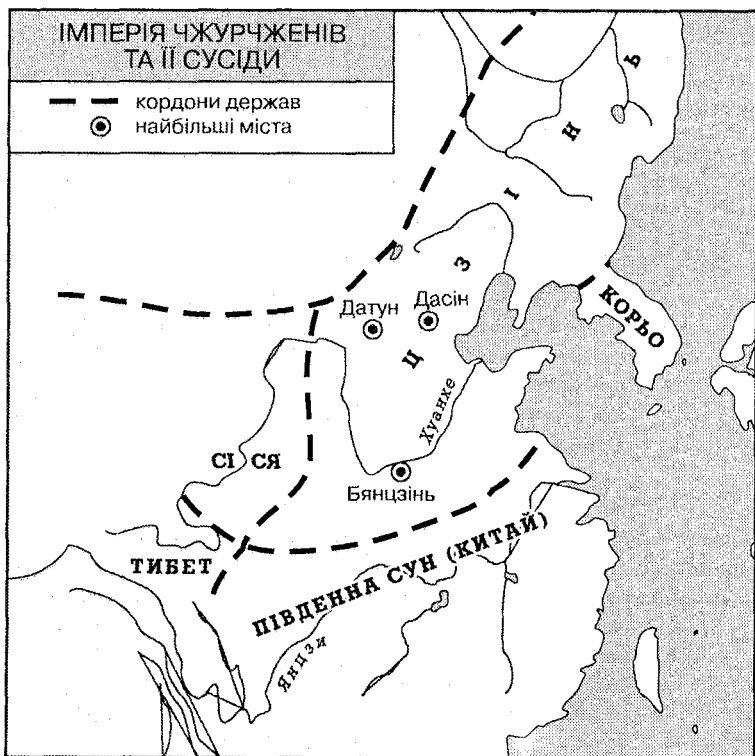 ІМПЕРІЯ ЧЖУРЧЖЕНІВ
ТА ЇЇ СУСІДИ
кордони держав
найбільші міста
ЦЗІНЬ
КОРЬО
Датун
Дасін
Хуанхе
СІ СЯ
Бянцзінь
ТИБЕТ
ПІВДЕННА СУН (КИТАЙ)
Янцзи